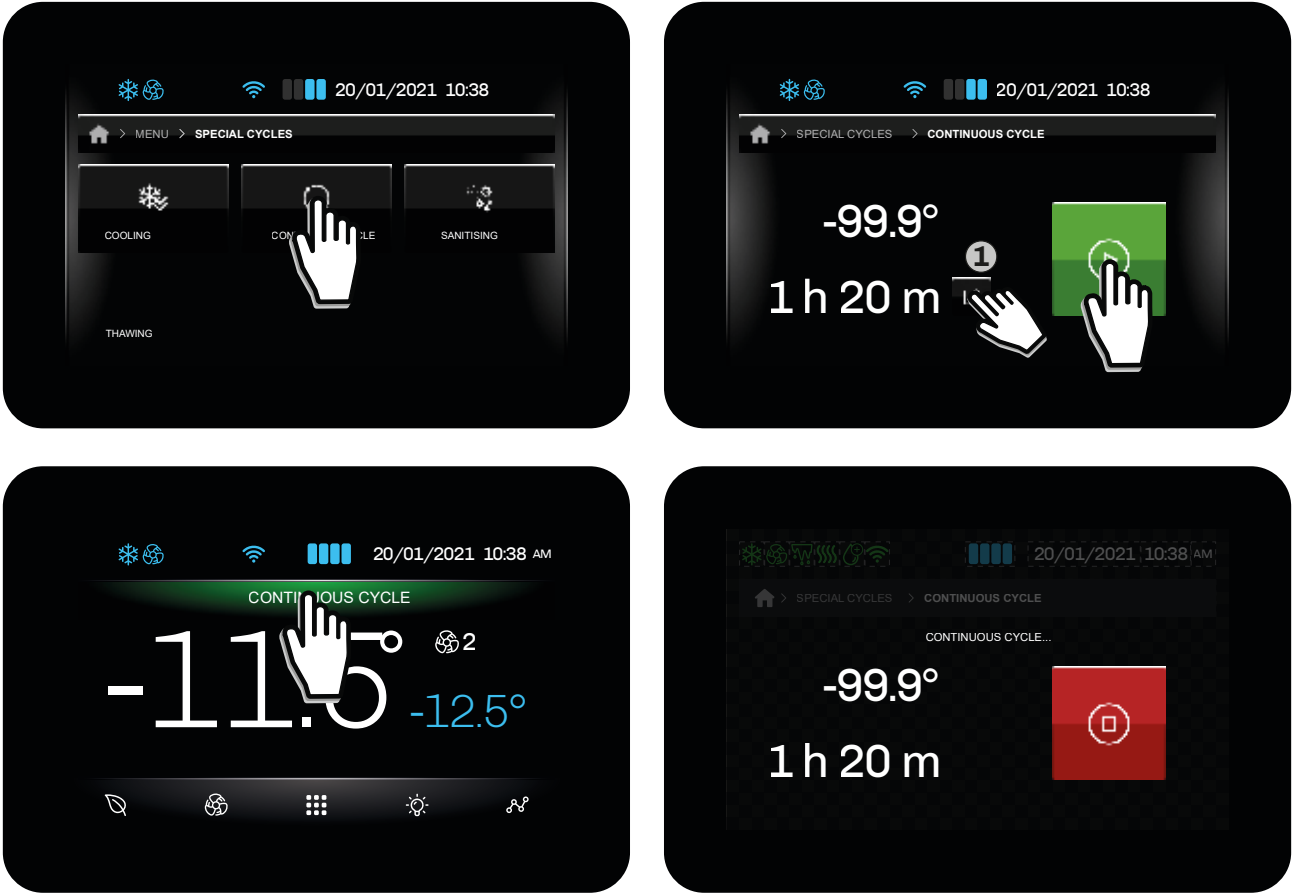 20/01/2021 10:38
MENU > SPECIAL CYCLES
COOLING
SANITISING
THAWING
20/01/2021 10:38
SPECIAL CYCLES > CONTINUOUS CYCLE
-99.9°
1
1 h 20 m
20/01/2021 10:38 AM
CONTINUOUS CYCLE
2
-11.5°
-12.5°
20/01/2021 10:38 AM
SPECIAL CYCLES > CONTINUOUS CYCLE
CONTINUOUS CYCLE...
-99.9°
1 h 20 m